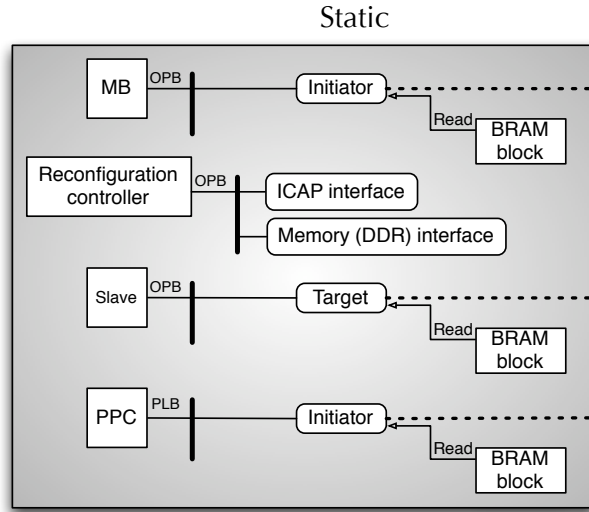 Static
MB
OPB
Initiator
Read
BRAM
block
Reconfiguration
controller
OPB
ICAP interface
Memory (DDR) interface
Slave
OPB
Target
Read
BRAM
block
PPC
PLB
Initiator
Read
BRAM
block